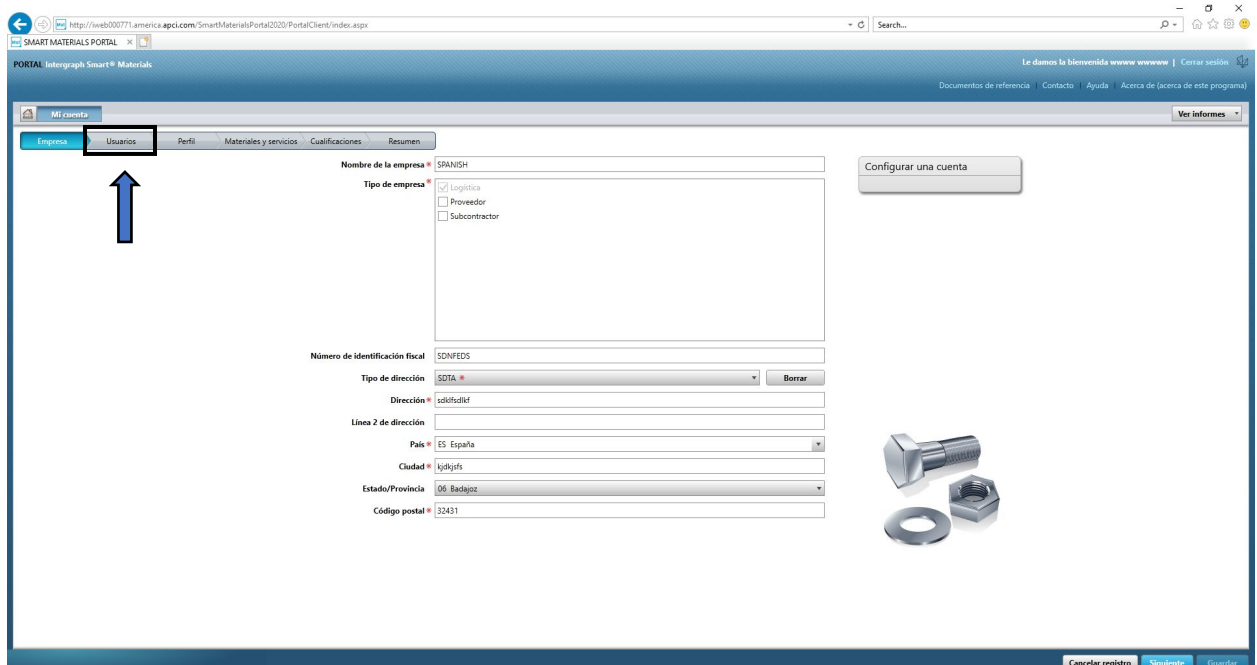 http://iweb000771.america.apci.com/SmartMaterialsPortal2020/PortalClient/index.aspx
Search...
SMART MATERIALS PORTAL
PORTAL Intergraph Smart® Materials
Le damos la bienvenida wwww wwwww | Cerrar sesión
Documentos de referencia | Contacto | Ayuda | Acerca de (acerca de este programa)
Mi cuenta
Ver informes
Empresa Usuarios Perfil Materiales y servicios Cualificaciones Resumen
Nombre de la empresa * SPANISH
Configurar una cuenta
Tipo de empresa *
Logística
Proveedor
Subcontractor
Número de identificación fiscal SDNFEDS
Tipo de dirección SDTA * Borrar
Dirección * sdklfsdlkf
Línea 2 de dirección
País * ES España
Ciudad * kjdkjsfs
Estado/Provincia 06 Badajoz
Código postal * 32431
Cancelar registro Siguiente Guardar